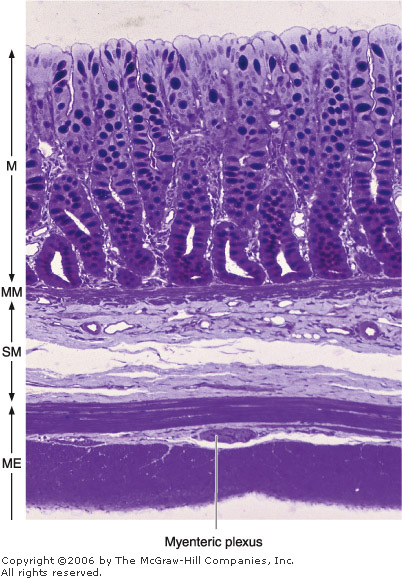 M
MM
SM
ME
Myenteric plexus
Copyright ©2006 by The McGraw-Hill Companies, Inc.
All rights reserved.